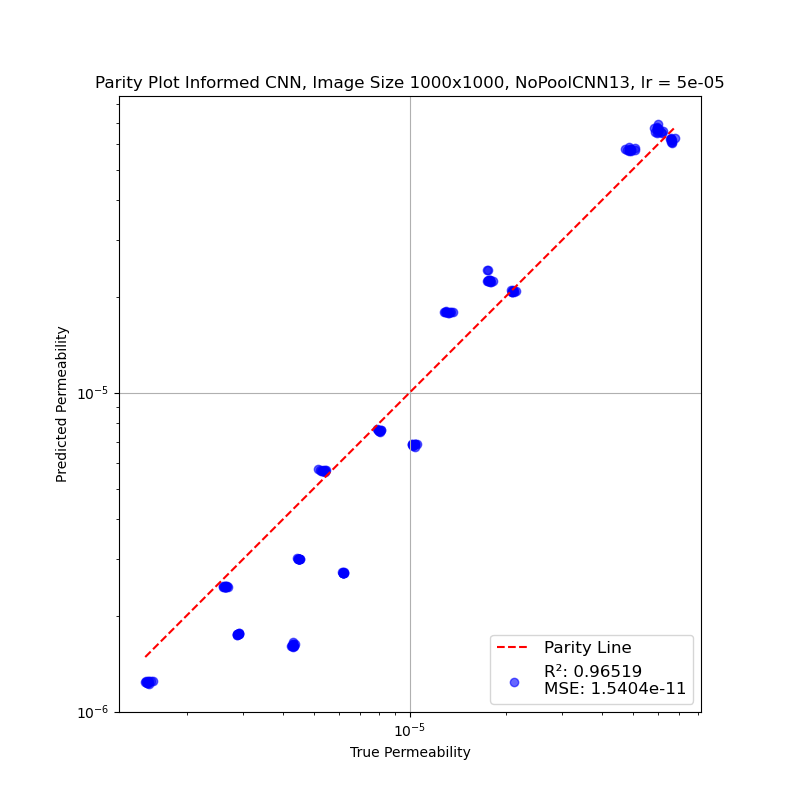 Parity Plot Informed CNN, Image Size 1000x1000, NoPoolCNN13, lr = 5e-05
Predicted Permeability
10⁻⁵
10⁻⁶
Parity Line
R²: 0.96519
MSE: 1.5404e-11
10⁻⁵
True Permeability